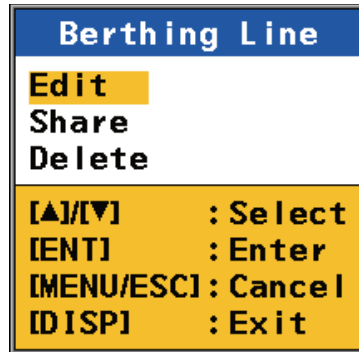 Berthing Line
Edit
Share
Delete
[▲]/[▼] :Select
[ENT] :Enter
[MENU/ESC]:Cancel
[DISP] :Exit